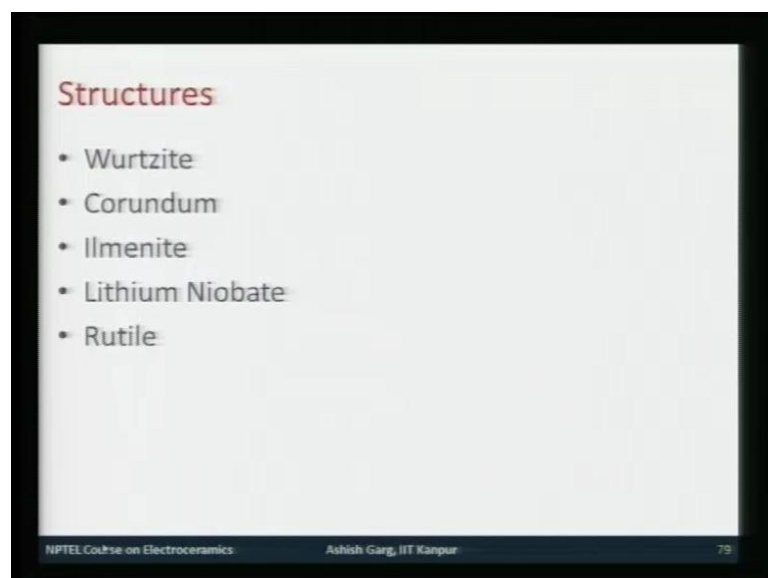 Structures
• Wurtzite
• Corundum
• Ilmenite
• Lithium Niobate
• Rutile
NPTEL Course on Electroceramics Ashish Garg, IIT Kanpur 79